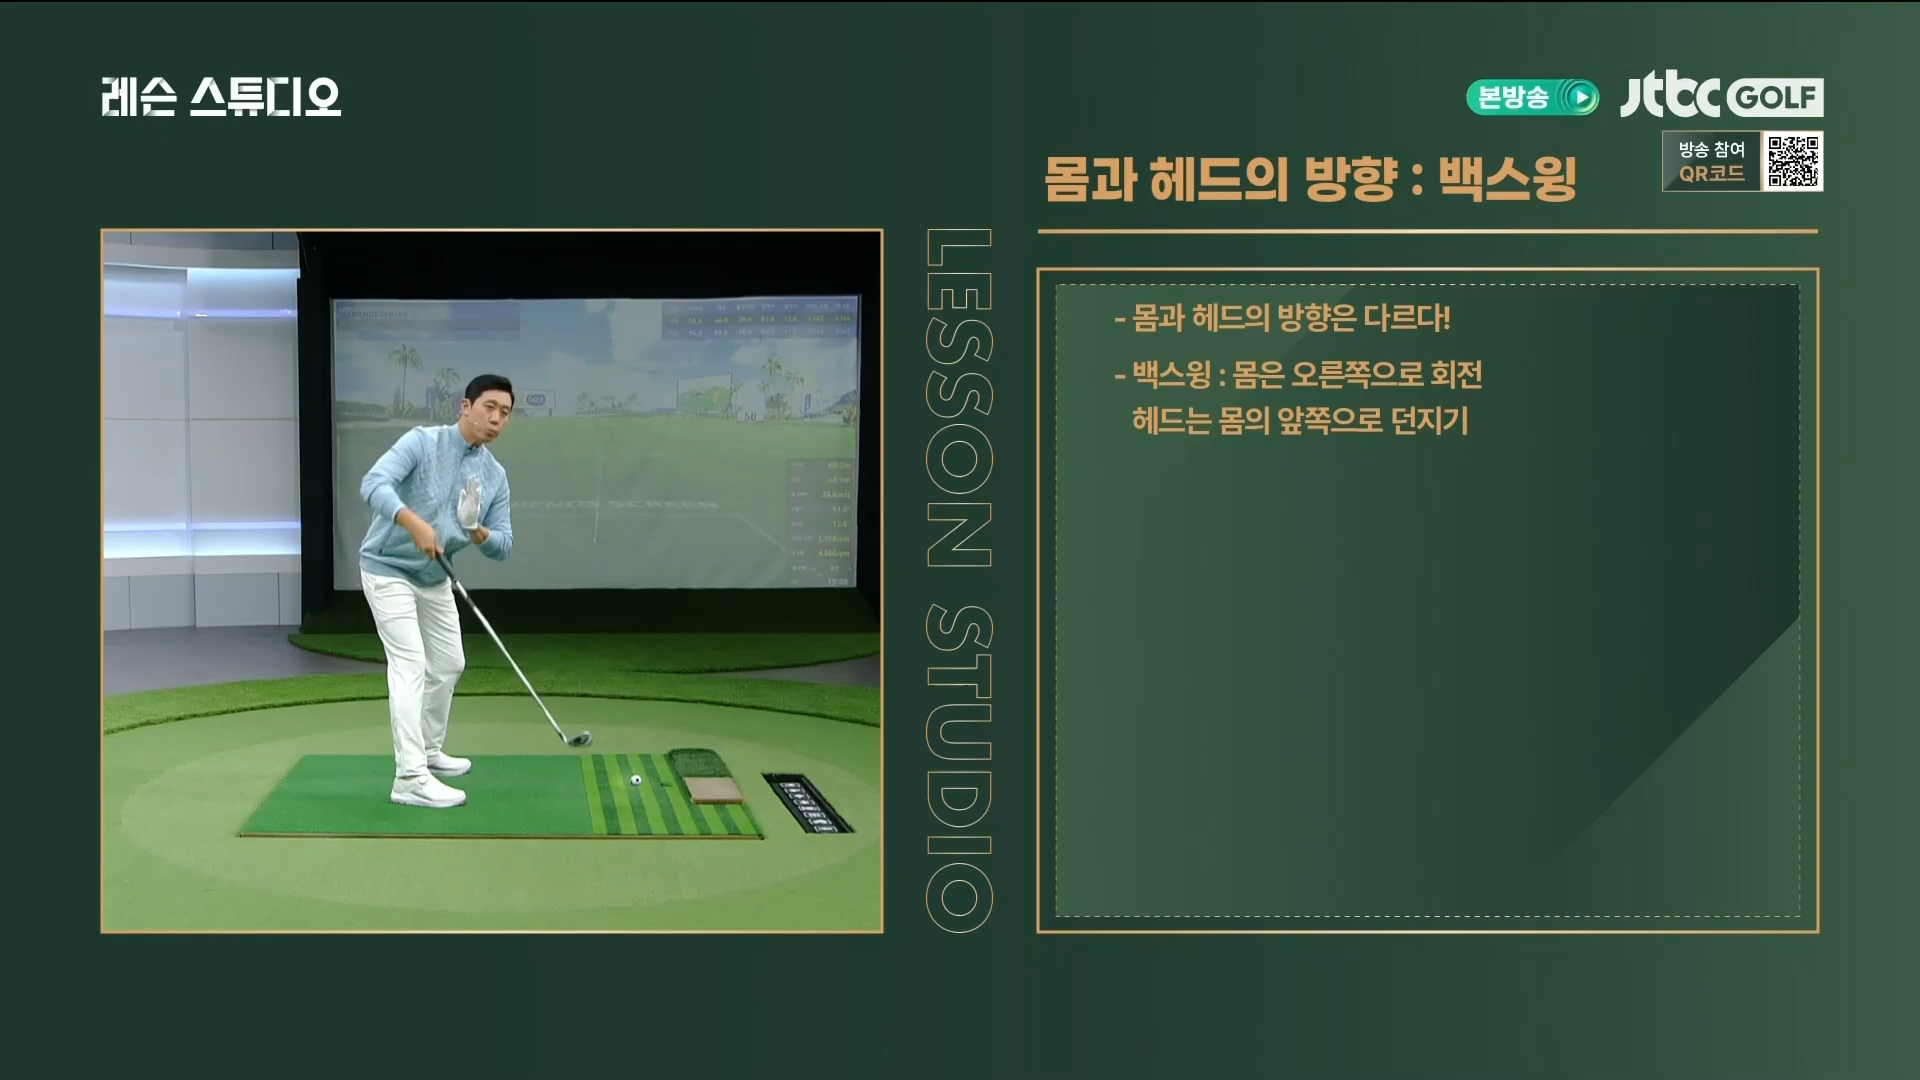 레슨 스튜디오
본방송
Jtbc GOLF
방송 참여
QR코드
몸과 헤드의 방향 : 백스윙
LESSON STUDIO
- 몸과 헤드의 방향은 다르다!
- 백스윙 : 몸은 오른쪽으로 회전
헤드는 몸의 앞쪽으로 던지기